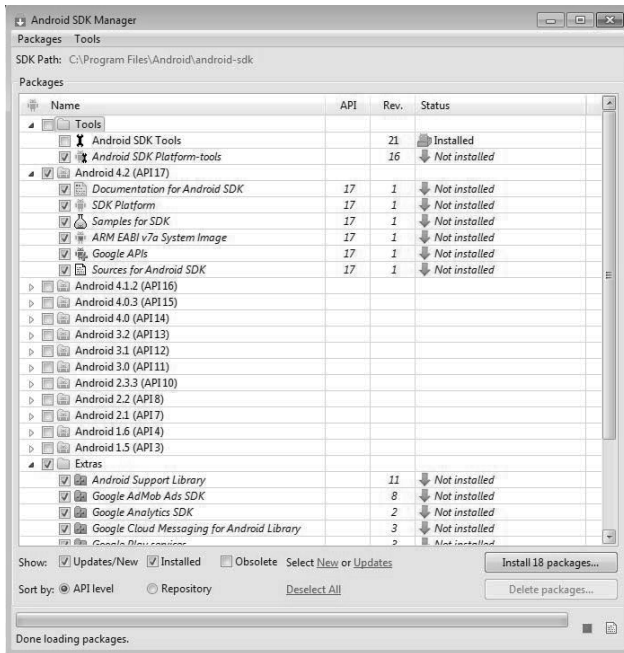 Android SDK Manager
Packages Tools
SDK Path: C:\Program Files\Android\android-sdk
Packages
Name API Rev. Status
Tools
Android SDK Tools 21 Installed
Android SDK Platform-tools 16 Not installed
Android 4.2 (API 17)
Documentation for Android SDK 17 1 Not installed
SDK Platform 17 1 Not installed
Samples for SDK 17 1 Not installed
ARM EABI v7a System Image 17 1 Not installed
Google APIs 17 1 Not installed
Sources for Android SDK 17 1 Not installed
Android 4.1.2 (API 16)
Android 4.0.3 (API 15)
Android 4.0 (API 14)
Android 3.2 (API 13)
Android 3.1 (API 12)
Android 3.0 (API 11)
Android 2.3.3 (API 10)
Android 2.2 (API 8)
Android 2.1 (API 7)
Android 1.6 (API 4)
Android 1.5 (API 3)
Extras
Android Support Library 11 Not installed
Google AdMob Ads SDK 8 Not installed
Google Analytics SDK 2 Not installed
Google Cloud Messaging for Android Library 3 Not installed
Google Play services 2 Not installed
Show: Updates/New Installed Obsolete Select New or Updates Install 18 packages...
Sort by: API level Repository Deselect All Delete packages...
Done loading packages.